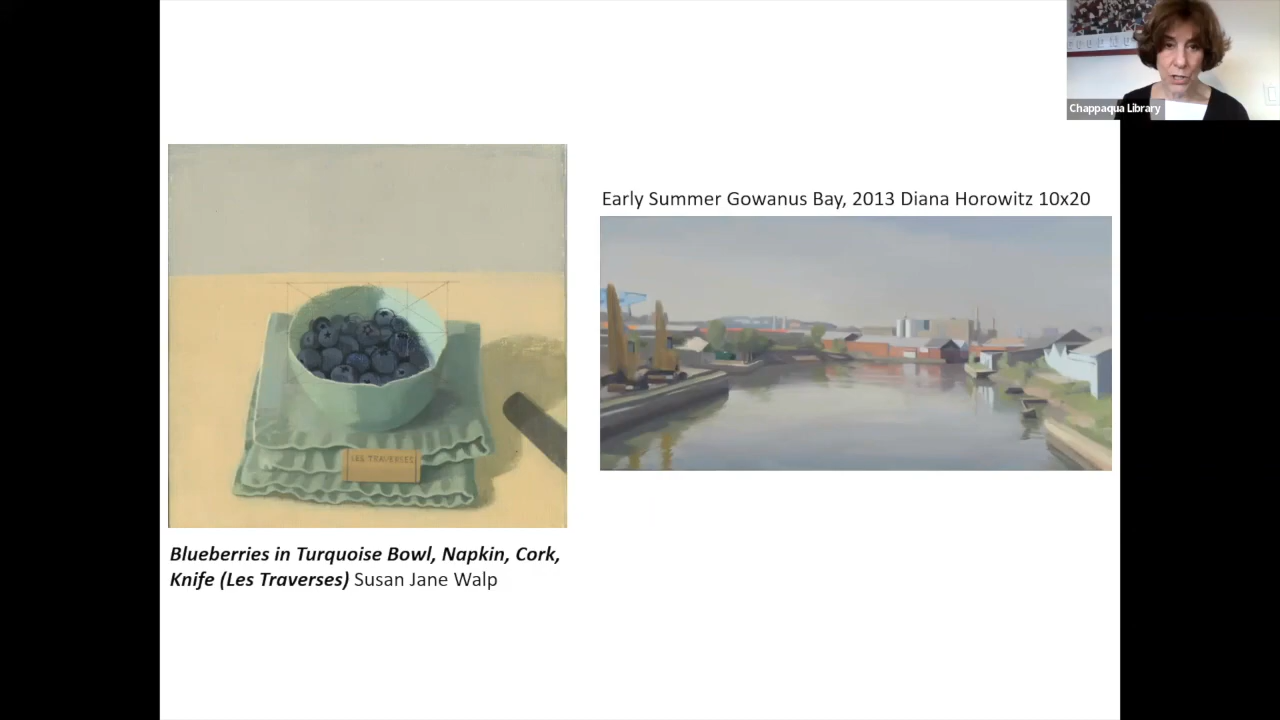 Chappaqua Library
Early Summer Gowanus Bay, 2013 Diana Horowitz 10x20
LES TRAVERSES
Blueberries in Turquoise Bowl, Napkin, Cork,
Knife (Les Traverses) Susan Jane Walp